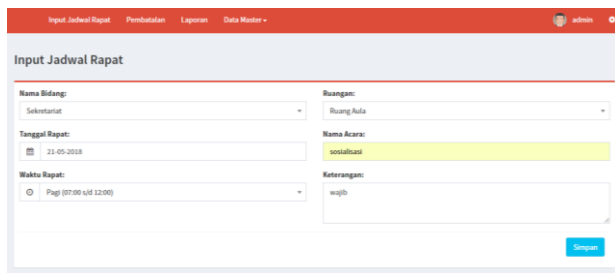 Input Jadwal Rapat Pembatalan Laporan Data Master admin
Input Jadwal Rapat
Nama Bidang:
Sekretariat
Ruangan:
Ruang Aula
Tanggal Rapat:
21-05-2018
Nama Acara:
sosialisasi
Waktu Rapat:
Pagi (07:00 s/d 12:00)
Keterangan:
wajib
Simpan